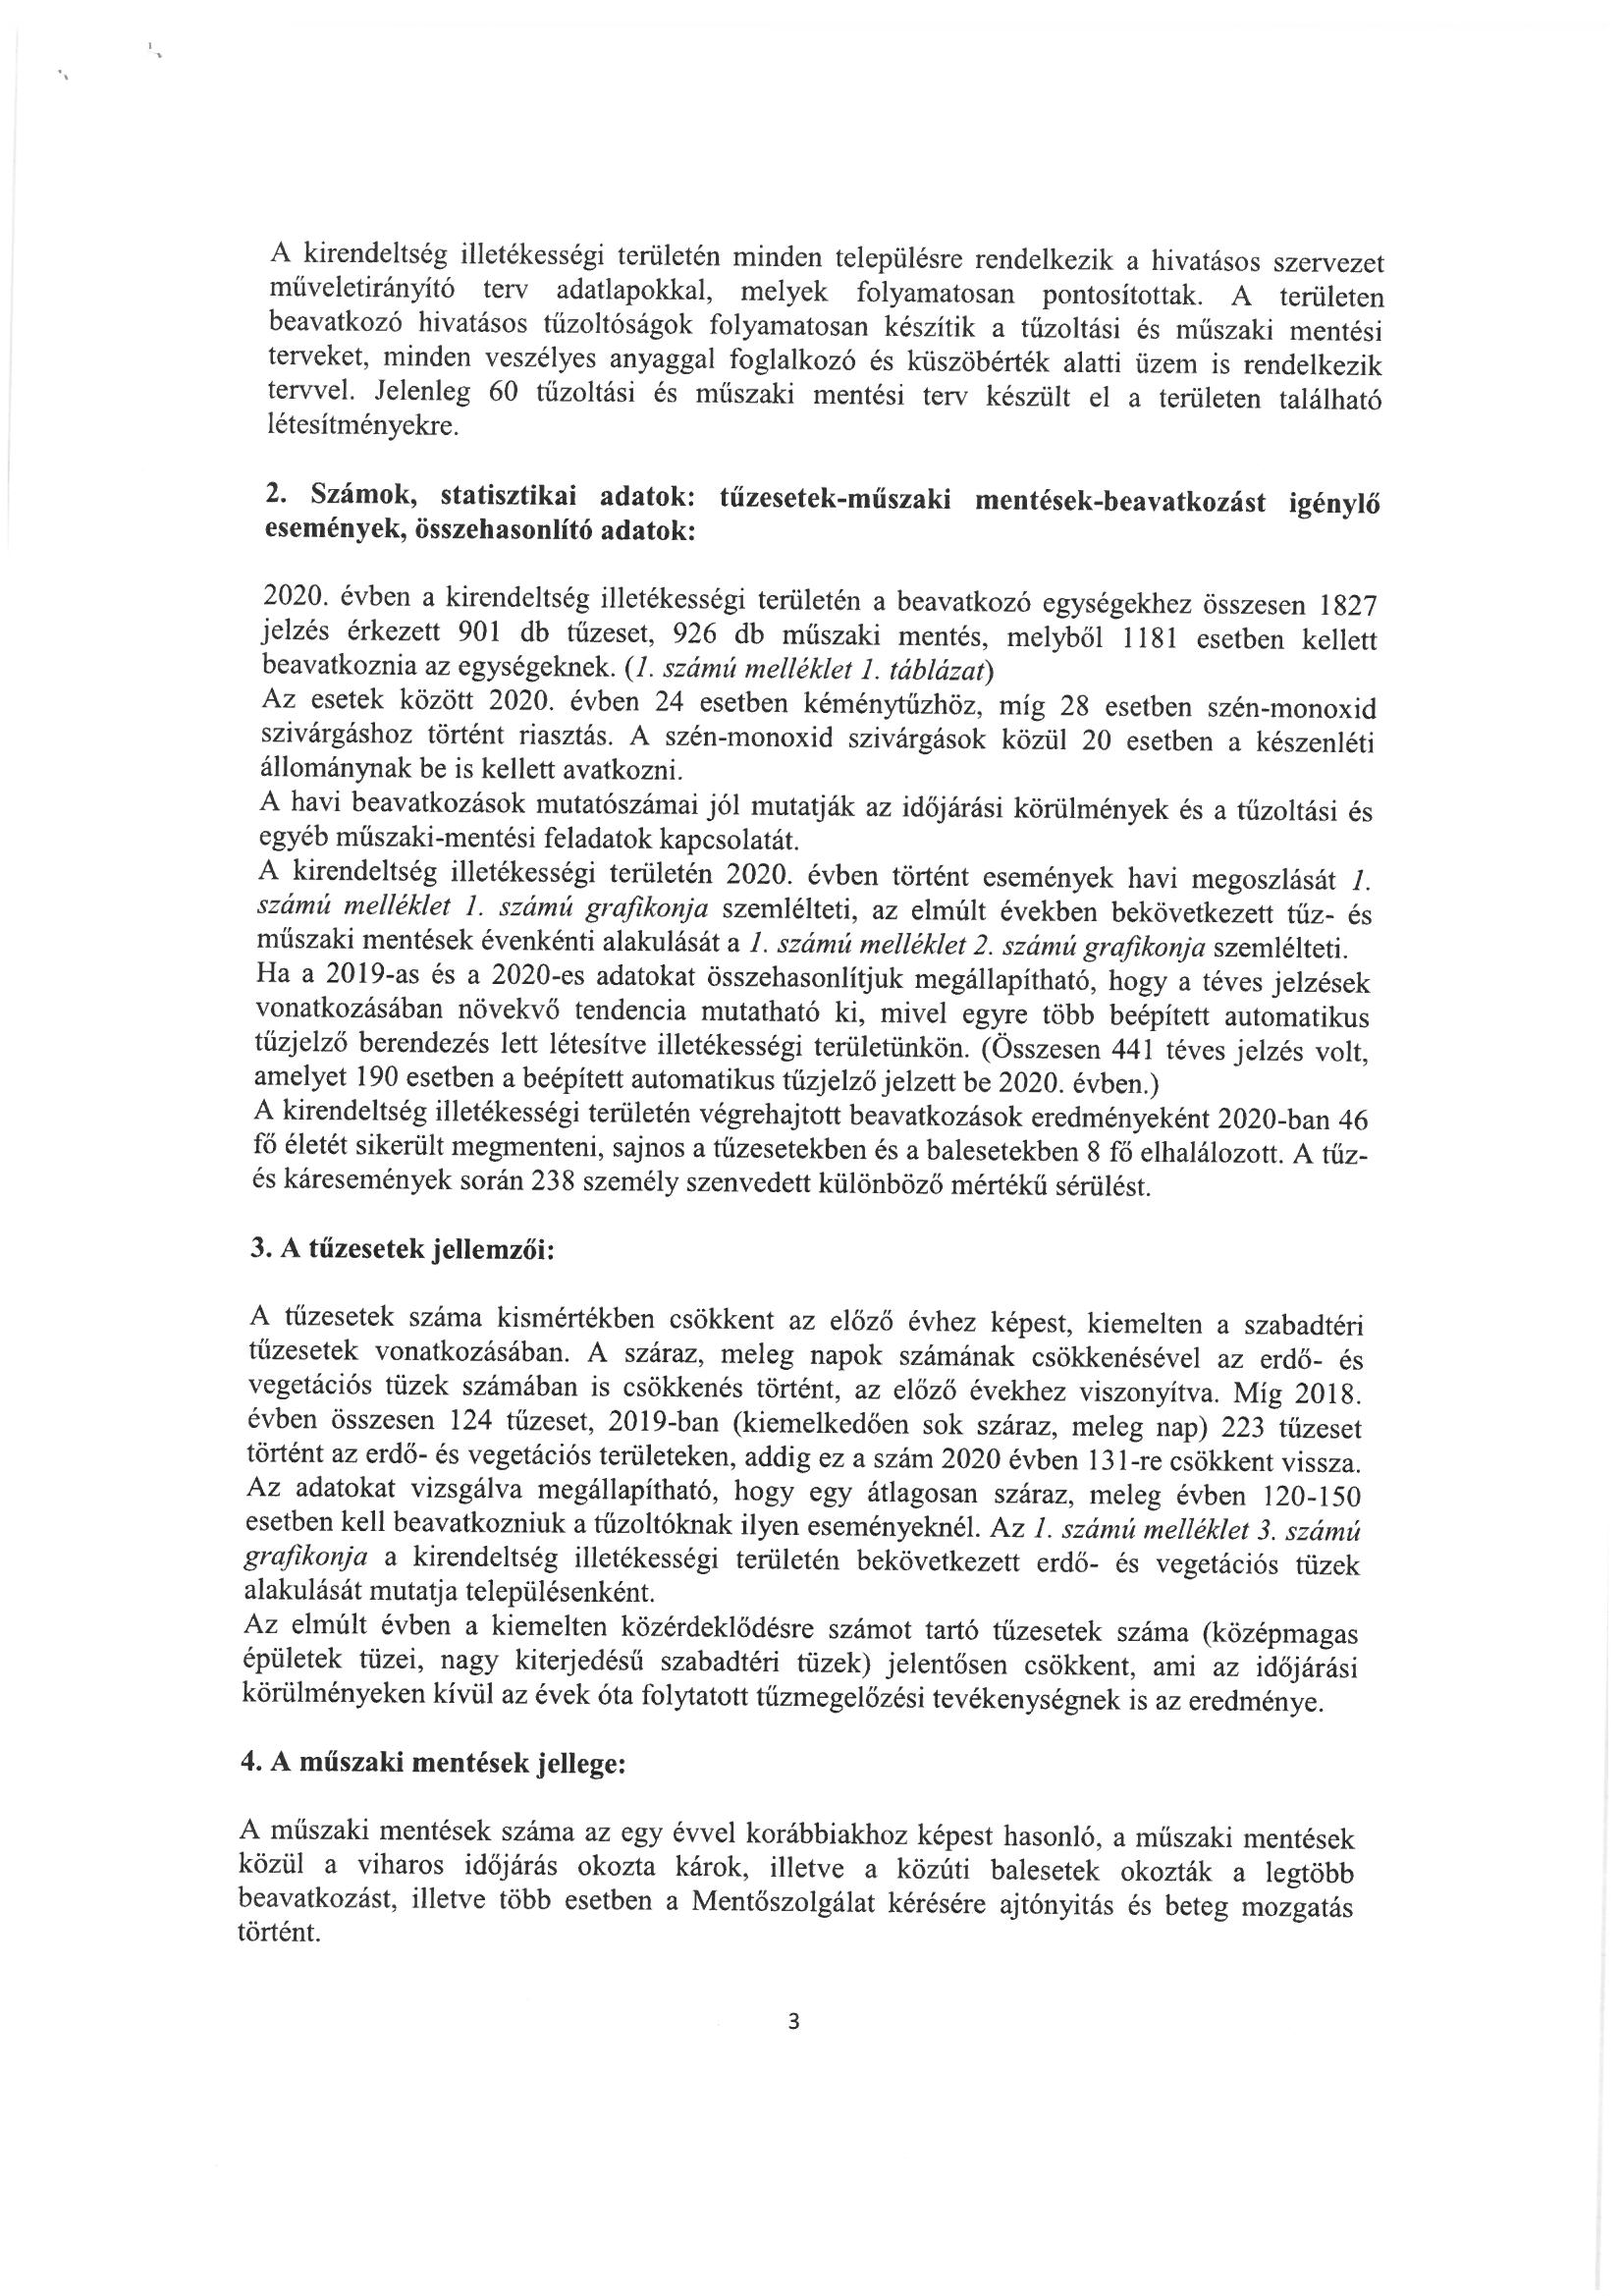 A kirendeltség illetékességi területén minden településre rendelkezik a hivatásos szervezet
műveletirányító terv adatlapokkal, melyek folyamatosan pontosítottak. A területen
beavatkozó hivatásos tűzoltóságok folyamatosan készítik a tűzoltási és műszaki mentési
terveket, minden veszélyes anyaggal foglalkozó és küszöbérték alatti üzem is rendelkezik
tervvel. Jelenleg 60 tűzoltási és műszaki mentési terv készült el a területen található
létesítményekre.
2. Számok, statisztikai adatok: tűzesetek-műszaki mentések-beavatkozást igénylő
események, összehasonlító adatok:
2020. évben a kirendeltség illetékességi területén a beavatkozó egységekhez összesen 1827
jelzés érkezett 901 db tűzeset, 926 db műszaki mentés, melyből 1181 esetben kellett
beavatkoznia az egységeknek. (1. számú melléklet 1. táblázat)
Az esetek között 2020. évben 24 esetben kéménytűzhöz, míg 28 esetben szén-monoxid
szivárgáshoz történt riasztás. A szén-monoxid szivárgások közül 20 esetben a készenléti
állománynak be is kellett avatkozni.
A havi beavatkozások mutatószámai jól mutatják az időjárási körülmények és a tűzoltási és
egyéb műszaki-mentési feladatok kapcsolatát.
A kirendeltség illetékességi területén 2020. évben történt események havi megoszlását 1.
számú melléklet 1. számú grafikonja szemlélteti, az elmúlt években bekövetkezett tűz- és
műszaki mentések évenkénti alakulását a 1. számú melléklet 2. számú grafikonja szemlélteti.
Ha a 2019-as és a 2020-es adatokat összehasonlítjuk megállapítható, hogy a téves jelzések
vonatkozásában növekvő tendencia mutatható ki, mivel egyre több beépített automatikus
tűzjelző berendezés lett létesítve illetékességi területünkön. (Összesen 441 téves jelzés volt,
amelyet 190 esetben a beépített automatikus tűzjelző jelzett be 2020. évben.)
A kirendeltség illetékességi területén végrehajtott beavatkozások eredményeként 2020-ban 46
fő életét sikerült megmenteni, sajnos a tűzesetekben és a balesetekben 8 fő elhalálozott. A tűz-
és káresemények során 238 személy szenvedett különböző mértékű sérülést.
3. A tűzesetek jellemzői:
A tűzesetek száma kismértékben csökkent az előző évhez képest, kiemelten a szabadtéri
tűzesetek vonatkozásában. A száraz, meleg napok számának csökkenésével az erdő- és
vegetációs tüzek számában is csökkenés történt, az előző évekhez viszonyítva. Míg 2018.
évben összesen 124 tűzeset, 2019-ban (kiemelkedően sok száraz, meleg nap) 223 tűzeset
történt az erdő- és vegetációs területeken, addig ez a szám 2020 évben 131-re csökkent vissza.
Az adatokat vizsgálva megállapítható, hogy egy átlagosan száraz, meleg évben 120-150
esetben kell beavatkozniuk a tűzoltóknak ilyen eseményeknél. Az 1. számú melléklet 3. számú
grafikonja a kirendeltség illetékességi területén bekövetkezett erdő- és vegetációs tüzek
alakulását mutatja településenként.
Az elmúlt évben a kiemelten közérdeklődésre számot tartó tűzesetek száma (középmagas
épületek tüzei, nagy kiterjedésű szabadtéri tüzek) jelentősen csökkent, ami az időjárási
körülményeken kívül az évek óta folytatott tűzmegelőzési tevékenységnek is az eredménye.
4. A műszaki mentések jellege:
A műszaki mentések száma az egy évvel korábbiakhoz képest hasonló, a műszaki mentések
közül a viharos időjárás okozta károk, illetve a közúti balesetek okozták a legtöbb
beavatkozást, illetve több esetben a Mentőszolgálat kérésére ajtónyitás és beteg mozgatás
történt.
3